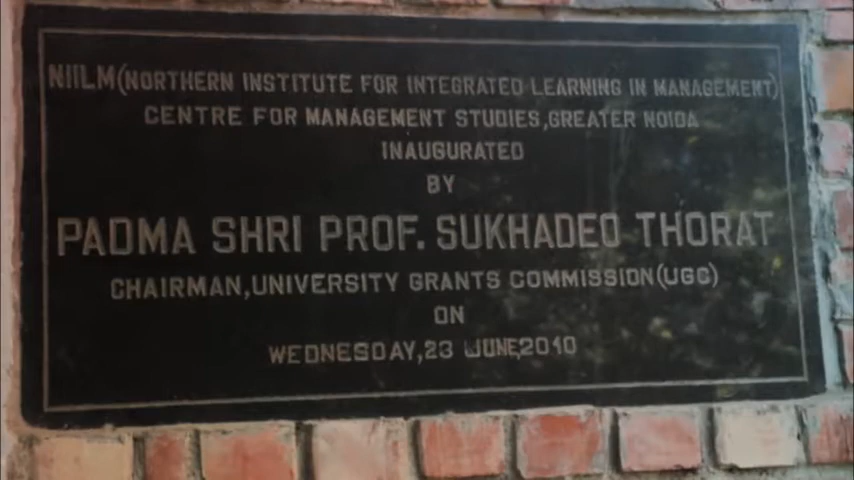 NIILM(NORTHERN INSTITUTE FOR INTEGRATED LEARNING IN MANAGEMENT)
CENTRE FOR MANAGEMENT STUDIES,GREATER NOIDA
INAUGURATED
BY
PADMA SHRI PROF. SUKHADEO THORAT
CHAIRMAN,UNIVERSITY GRANTS COMMISSION(UGC)
ON
WEDNESDAY,23 JUNE,2010